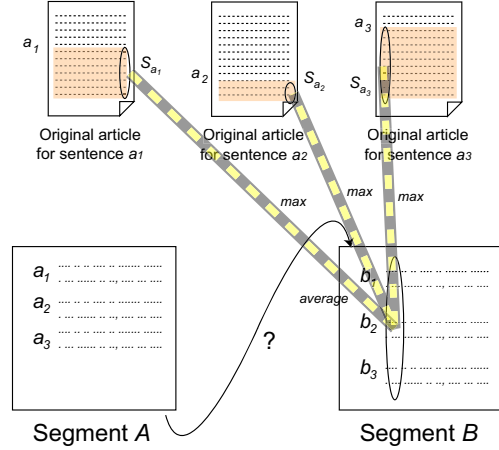 a1
a2
a3
Sa1
Sa2
Sa3
Original article
for sentence a1
Original article
for sentence a2
Original article
for sentence a3
max
max
max
average
?
a1
a2
a3
b1
b2
b3
Segment A
Segment B